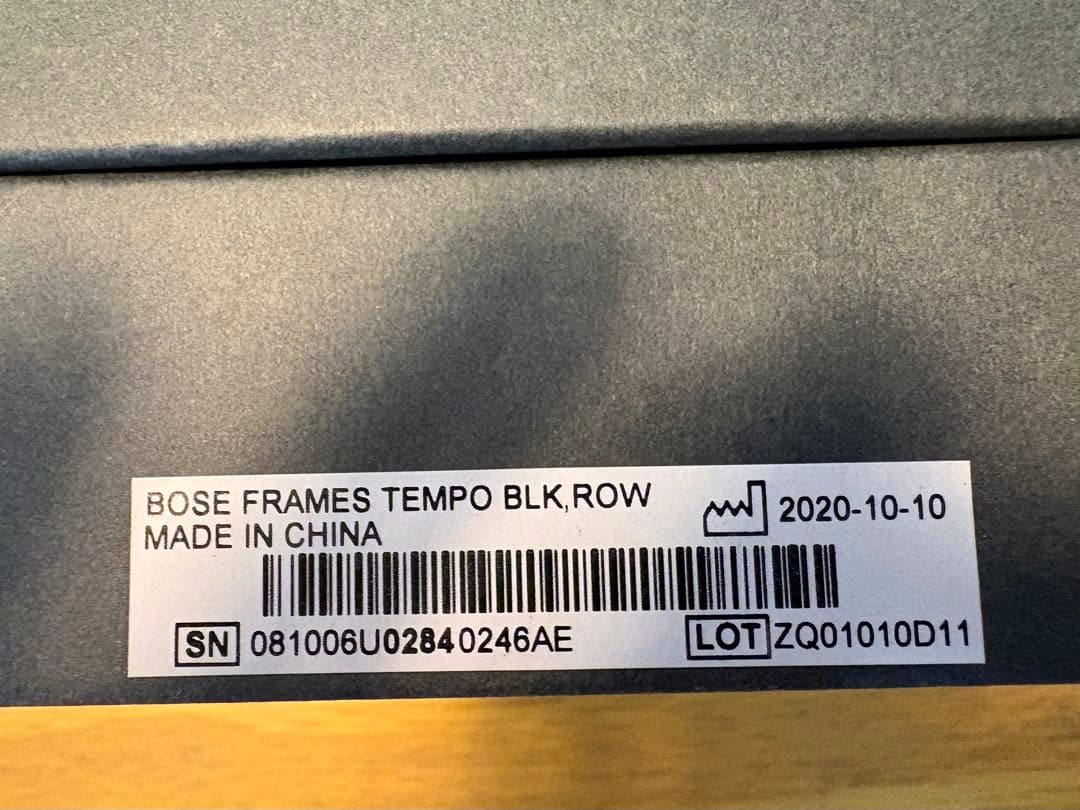 BOSE FRAMES TEMPO BLK,ROW
MADE IN CHINA
2020-10-10
SN 081006U02840246AE
LOT ZQ01010D11